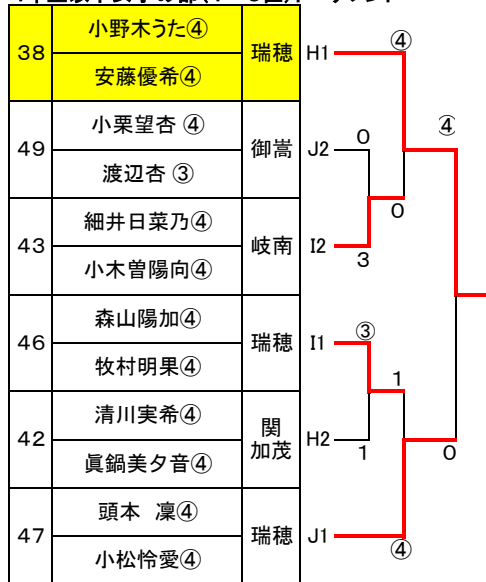 38 小野木うた④ 瑞穂 H1 ④
安藤優希④
49 小栗望杏 ④ 御嵩 J2 0 ④
渡辺杏 ③ 0
43 細井日菜乃④ 岐南 I2 3
小木曽陽向④
46 森山陽加④ 瑞穂 I1 ③
牧村明果④ 1
42 清川実希④ 関加茂 H2 1 0
眞鍋美夕音④
47 頭本 凜④ 瑞穂 J1 ④
小松怜愛④